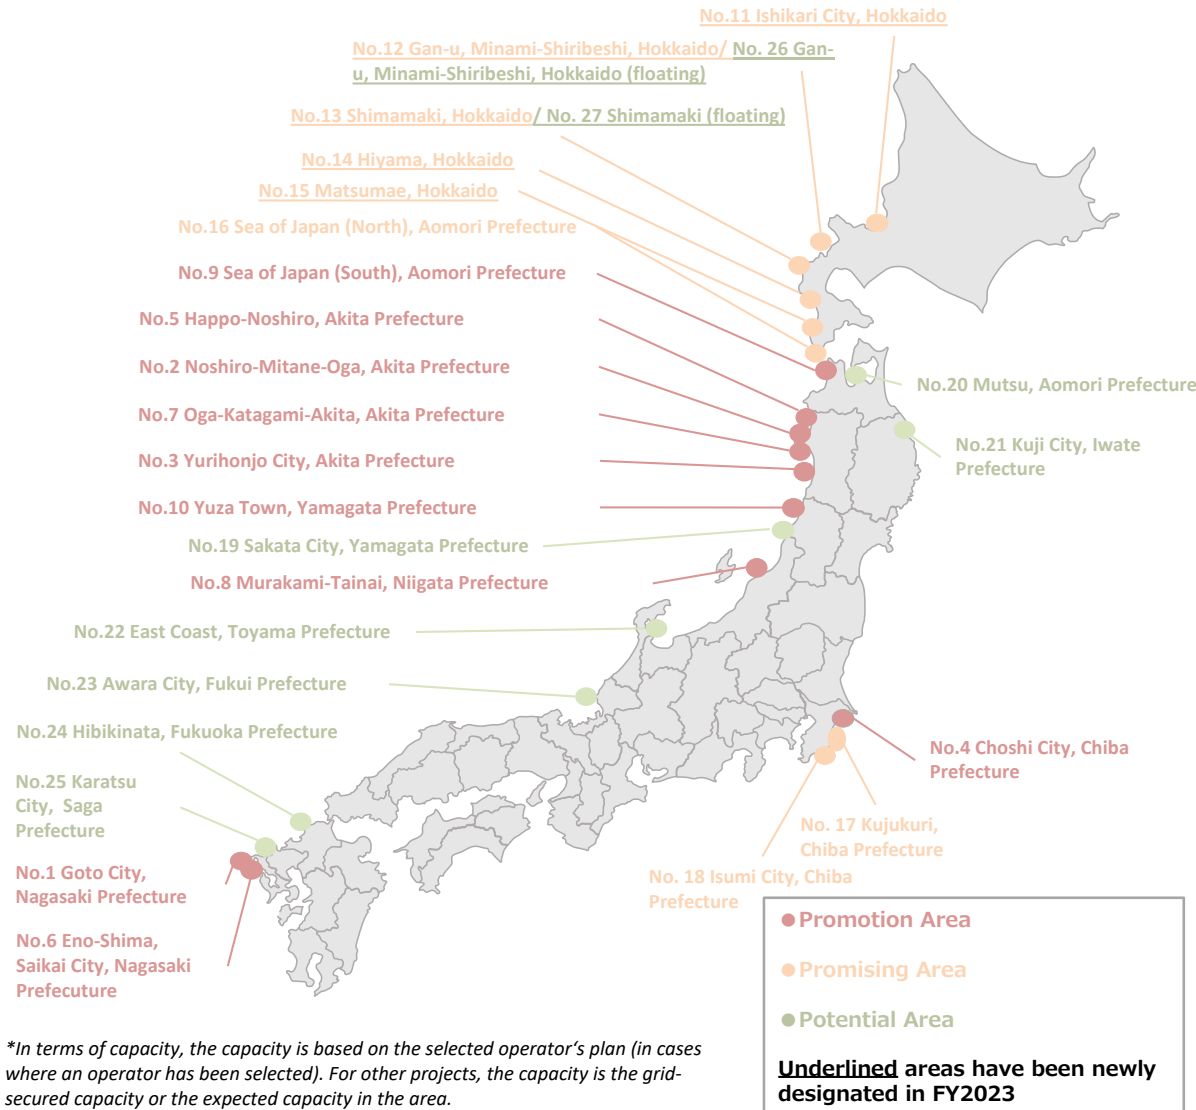 No.11 Ishikari City, Hokkaido
No.12 Gan-u, Minami-Shiribeshi, Hokkaido/ No. 26 Gan-
u, Minami-Shiribeshi, Hokkaido (floating)
No.13 Shimamaki, Hokkaido/ No. 27 Shimamaki (floating)
No.14 Hiyama, Hokkaido
No.15 Matsumae, Hokkaido
No.16 Sea of Japan (North), Aomori Prefecture
No.9 Sea of Japan (South), Aomori Prefecture
No.5 Happo-Noshiro, Akita Prefecture
No.2 Noshiro-Mitane-Oga, Akita Prefecture
No.7 Oga-Katagami-Akita, Akita Prefecture
No.3 Yurihonjo City, Akita Prefecture
No.10 Yuza Town, Yamagata Prefecture
No.19 Sakata City, Yamagata Prefecture
No.8 Murakami-Tainai, Niigata Prefecture
No.22 East Coast, Toyama Prefecture
No.23 Awara City, Fukui Prefecture
No.24 Hibikinata, Fukuoka Prefecture
No.25 Karatsu
City, Saga
Prefecture
No.1 Goto City,
Nagasaki Prefecture
No.6 Eno-Shima,
Saikai City, Nagasaki
Prefecuture
No.20 Mutsu, Aomori Prefecture
No.21 Kuji City, Iwate
Prefecture
No.4 Choshi City, Chiba
Prefecture
No. 17 Kujukuri,
Chiba Prefecture
No. 18 Isumi City, Chiba
Prefecture
Promotion Area
Promising Area
Potential Area
Underlined areas have been newly
designated in FY2023
*In terms of capacity, the capacity is based on the selected operator's plan (in cases
where an operator has been selected). For other projects, the capacity is the grid-
secured capacity or the expected capacity in the area.